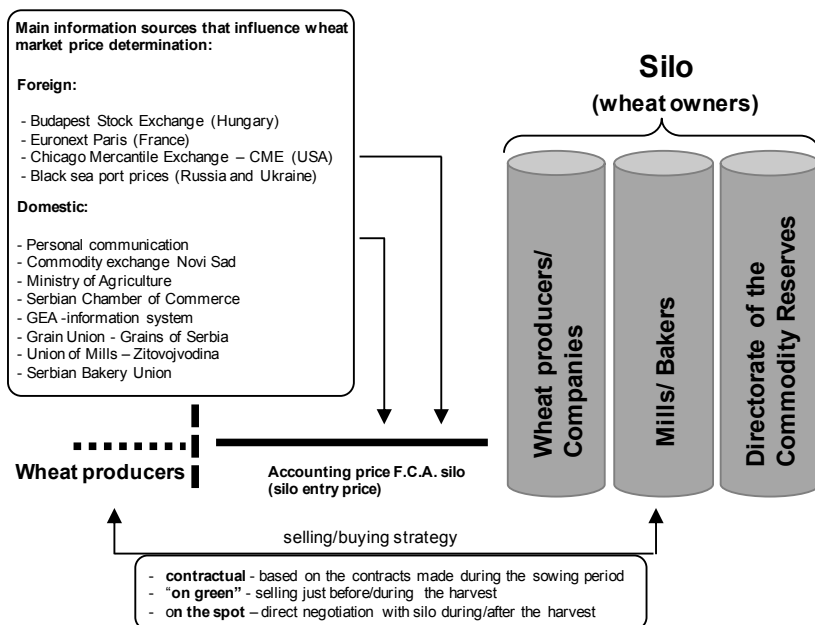 Main information sources that influence wheat
market price determination:
Foreign:
- Budapest Stock Exchange (Hungary)
- Euronext Paris (France)
- Chicago Mercantile Exchange – CME (USA)
- Black sea port prices (Russia and Ukraine)
Domestic:
- Personal communication
- Commodity exchange Novi Sad
- Ministry of Agriculture
- Serbian Chamber of Commerce
- GEA -information system
- Grain Union - Grains of Serbia
- Union of Mills – Zitovojvodina
- Serbian Bakery Union
Silo
(wheat owners)
Wheat producers/
Companies
Mills/ Bakers
Directorate of the
Commodity Reserves
Wheat producers
Accounting price F.C.A. silo
(silo entry price)
selling/buying strategy
- contractual - based on the contracts made during the sowing period
- “on green” - selling just before/during the harvest
- on the spot – direct negotiation with silo during/after the harvest